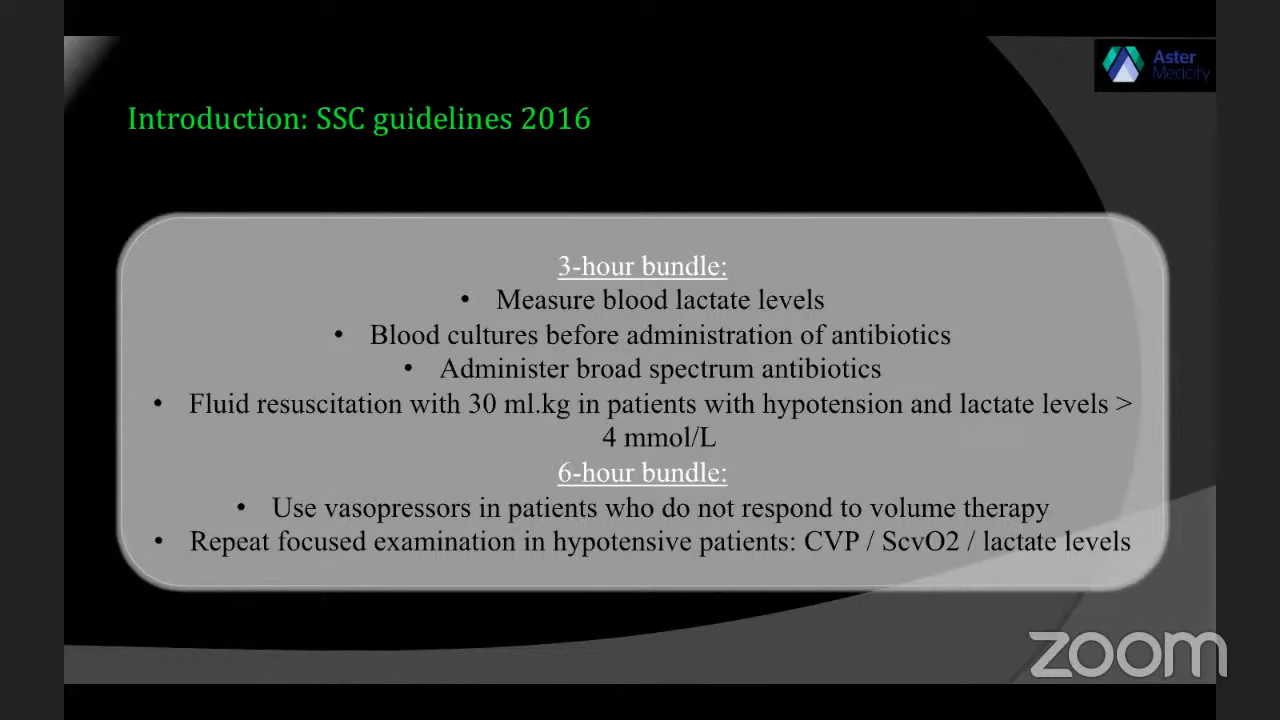 Aster
Medcity
Introduction: SSC guidelines 2016
3-hour bundle:
• Measure blood lactate levels
• Blood cultures before administration of antibiotics
• Administer broad spectrum antibiotics
• Fluid resuscitation with 30 ml.kg in patients with hypotension and lactate levels >
4 mmol/L
6-hour bundle:
• Use vasopressors in patients who do not respond to volume therapy
• Repeat focused examination in hypotensive patients: CVP / ScvO2 / lactate levels
zoom